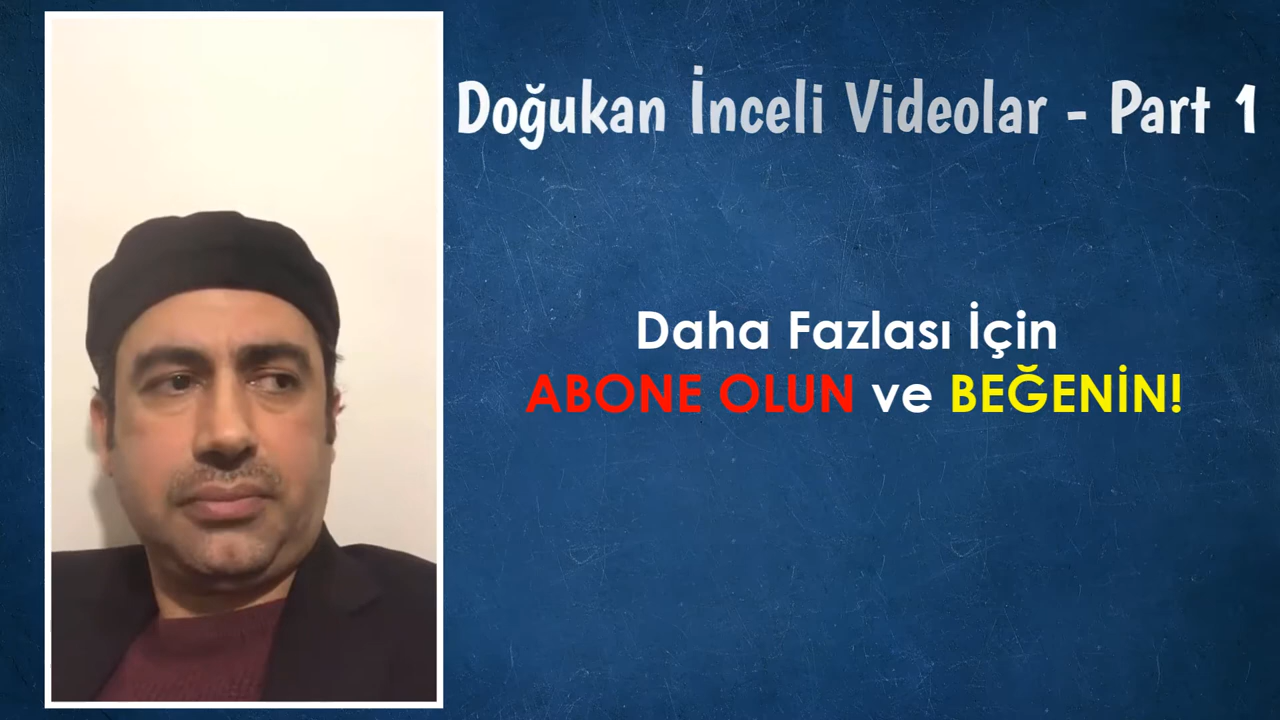 Doğukan İnceli Videolar - Part 1
Daha Fazlası İçin
ABONE OLUN ve BEĞENİN!